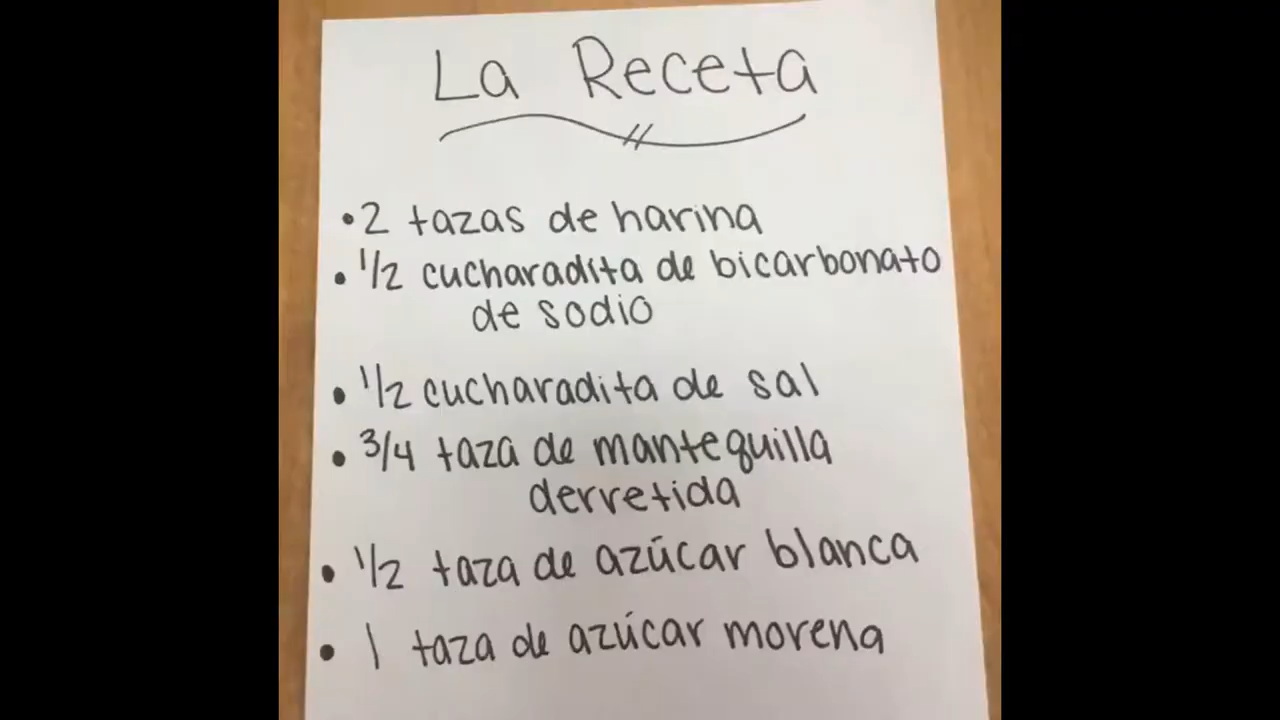 La Receta
•2 tazas de harina
• 1/2 cucharadita de bicarbonato
de sodio
• 1/2 cucharadita de sal
• 3/4 taza de mantequilla
derretida
• 1/2 taza de azúcar blanca
• 1 taza de azúcar morena